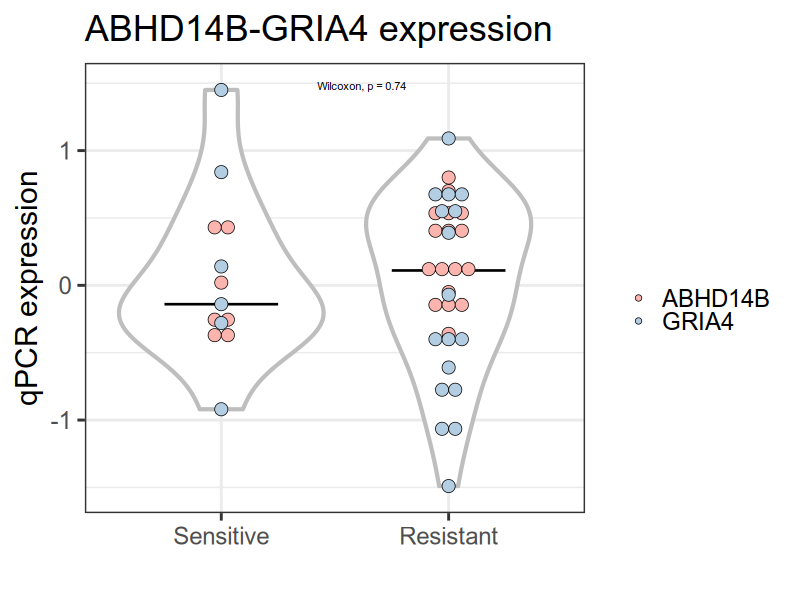 ABHD14B-GRIA4 expression
Wilcoxon, p = 0.74
qPCR expression
1
0
-1
Sensitive Resistant
ABHD14B
GRIA4